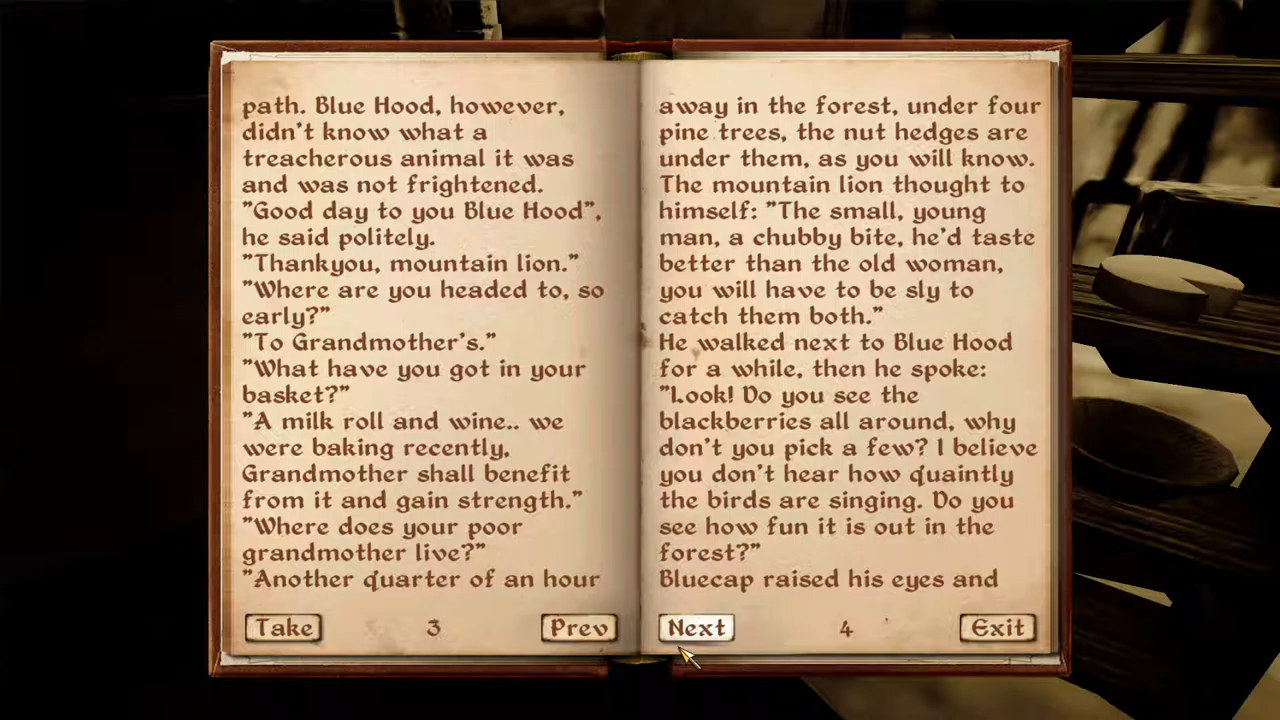 path. Blue Hood, however,
didn't know what a
treacherous animal it was
and was not frightened.
"Good day to you Blue Hood",
he said politely.
"Thankyou, mountain lion."
"Where are you headed to, so
early?"
"To Grandmother's."
"What have you got in your
basket?"
"A milk roll and wine.. we
were baking recently,
Grandmother shall benefit
from it and gain strength."
"Where does your poor
grandmother live?"
"Another quarter of an hour
Take
3
Prev
away in the forest, under four
pine trees, the nut hedges are
under them, as you will know.
The mountain lion thought to
himself: "The small, young
man, a chubby bite, he'd taste
better than the old woman,
you will have to be sly to
catch them both."
He walked next to Blue Hood
for a while, then he spoke:
"Look! Do you see the
blackberries all around, why
don't you pick a few? I believe
you don't hear how quaintly
the birds are singing. Do you
see how fun it is out in the
forest?"
Bluecap raised his eyes and
Next
4
Exit